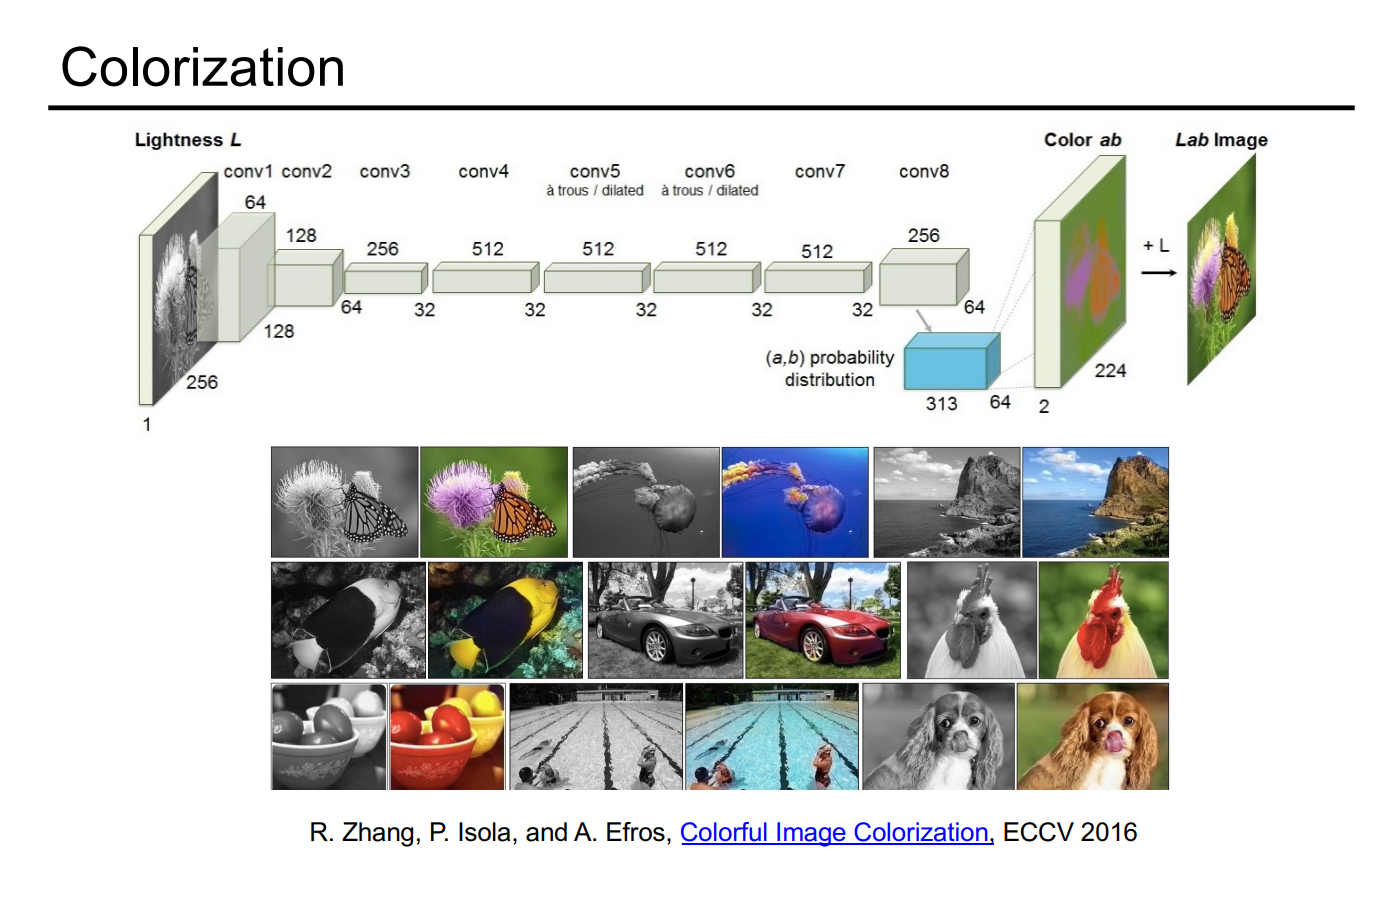 Colorization
Lightness L
Color ab
Lab Image
conv1 conv2 conv3 conv4 conv5 conv6 conv7 conv8
à trous / dilated à trous / dilated
64
128
256
512
512
512
512
256
+ L
64
32
32
32
32
32
64
128
256
1
(a,b) probability
distribution
313
64
2
224
R. Zhang, P. Isola, and A. Efros, Colorful Image Colorization, ECCV 2016